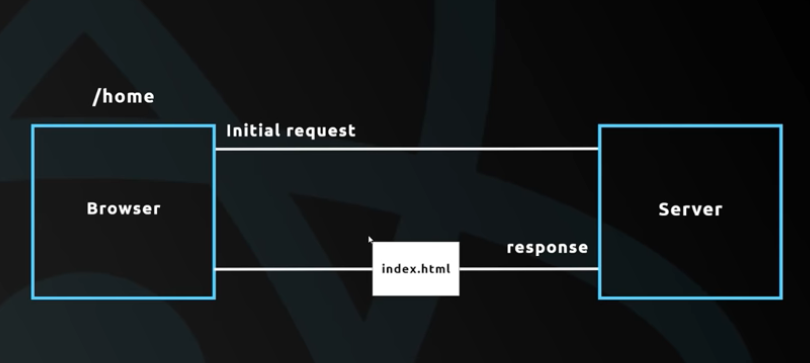 /home
Initial request
Browser
Server
response
index.html